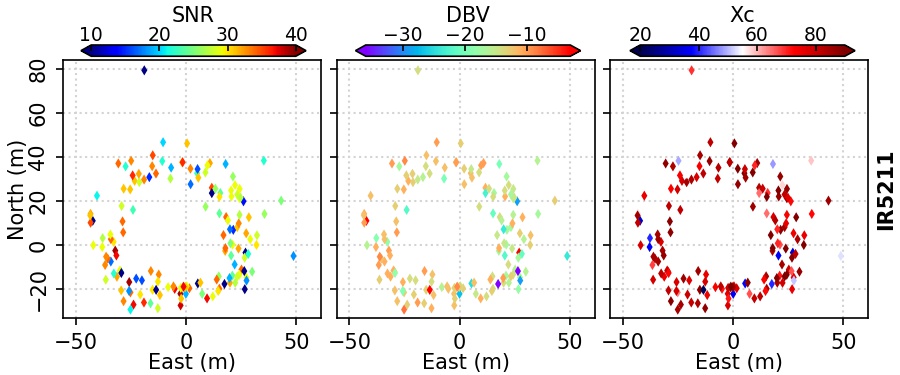 SNR DBV Xc
10 20 30 40 −30 −20 −10 20 40 60 80
80
60
40
20
0
−20
North (m)
−50 0 50 −50 0 50 −50 0 50
East (m) East (m) East (m)
IR5211